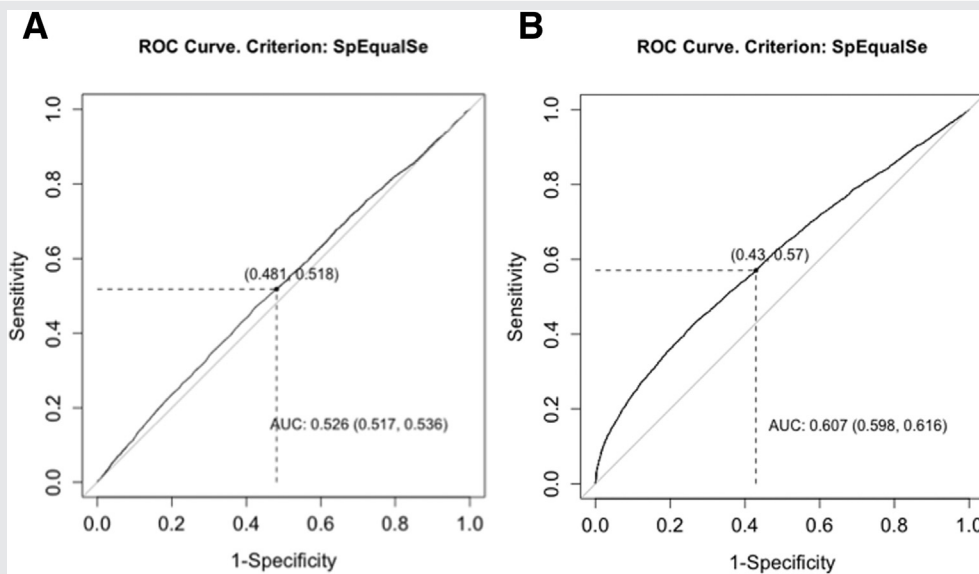 A
ROC Curve. Criterion: SpEqualSe
Sensitivity
1.0
0.8
0.6
0.4
0.2
0.0
(0.481, 0.518)
AUC: 0.526 (0.517, 0.536)
0.0 0.2 0.4 0.6 0.8 1.0
1-Specificity
B
ROC Curve. Criterion: SpEqualSe
Sensitivity
1.0
0.8
0.6
0.4
0.2
0.0
(0.43, 0.57)
AUC: 0.607 (0.598, 0.616)
0.0 0.2 0.4 0.6 0.8 1.0
1-Specificity